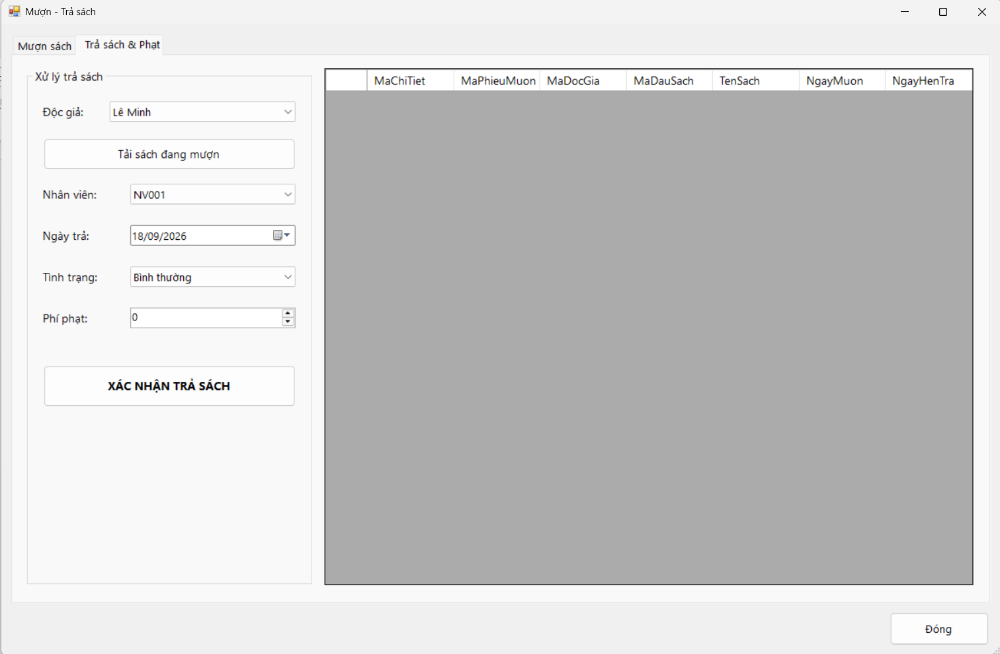 Mượn - Trả sách
Mượn sách
Trả sách & Phạt
Xử lý trả sách
Độc giả:
Lê Minh
Tải sách đang mượn
Nhân viên:
NV001
Ngày trả:
18/09/2026
Tình trạng:
Bình thường
Phí phạt:
0
XÁC NHẬN TRẢ SÁCH
MaChiTiet MaPhieuMuon MaDocGia MaDauSach TenSach NgayMuon NgayHenTra
Đóng